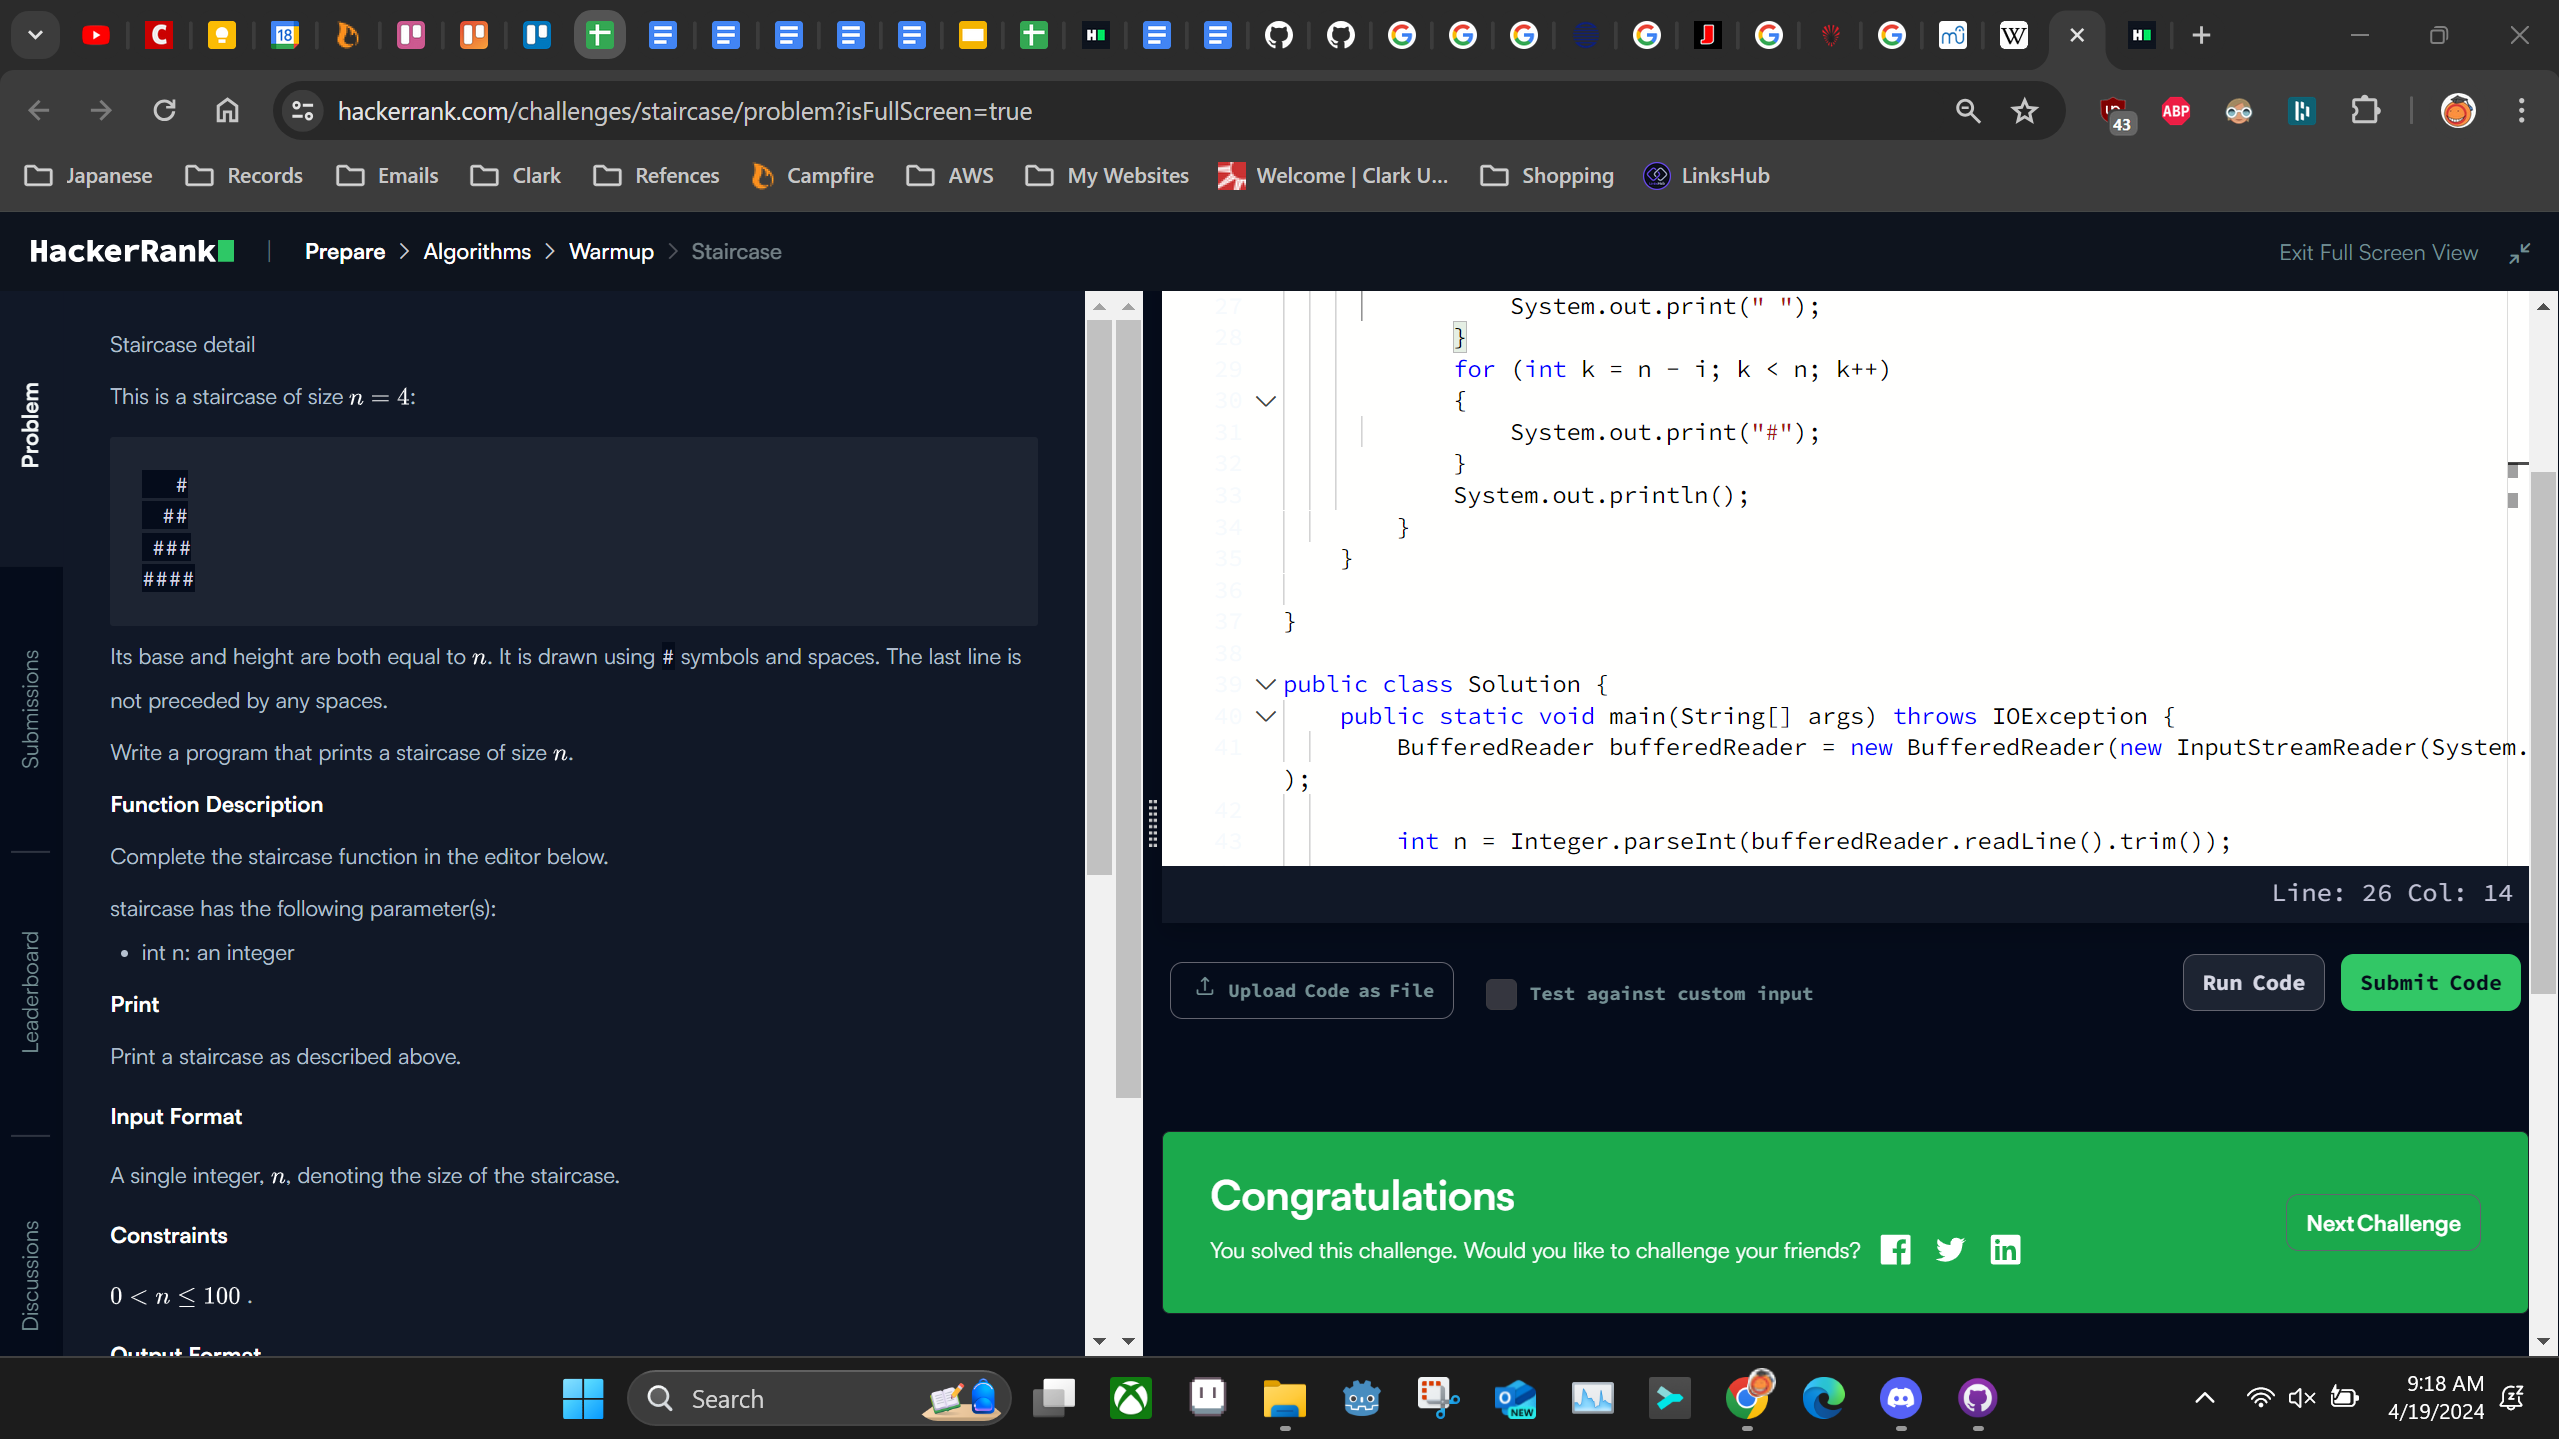 18
hackerrank.com/challenges/staircase/problem?isFullScreen=true
43
ABP
Japanese
Records
Emails
Clark
Refences
Campfire
AWS
My Websites
Welcome | Clark U...
Shopping
LinksHub
HackerRank
Prepare > Algorithms > Warmup > Staircase
Exit Full Screen View
Problem
Submissions
Leaderboard
Discussions
Staircase detail
This is a staircase of size n = 4:
   #
  ##
 ###
####
Its base and height are both equal to n. It is drawn using # symbols and spaces. The last line is
not preceded by any spaces.
Write a program that prints a staircase of size n.
Function Description
Complete the staircase function in the editor below.
staircase has the following parameter(s):
• int n: an integer
Print
Print a staircase as described above.
Input Format
A single integer, n, denoting the size of the staircase.
Constraints
0 < n ≤ 100 .
Output Format
27 System.out.print(" ");
28 }
29 for (int k = n - i; k < n; k++)
30 {
31 System.out.print("#");
32 }
33 System.out.println();
34 }
35 }
36
37 }
38
39 public class Solution {
40 public static void main(String[] args) throws IOException {
41 BufferedReader bufferedReader = new BufferedReader(new InputStreamReader(System.
);
42
43 int n = Integer.parseInt(bufferedReader.readLine().trim());
Line: 26 Col: 14
Upload Code as File
Test against custom input
Run Code
Submit Code
Congratulations
You solved this challenge. Would you like to challenge your friends?
Next Challenge
Search
NEW
9:18 AM
4/19/2024